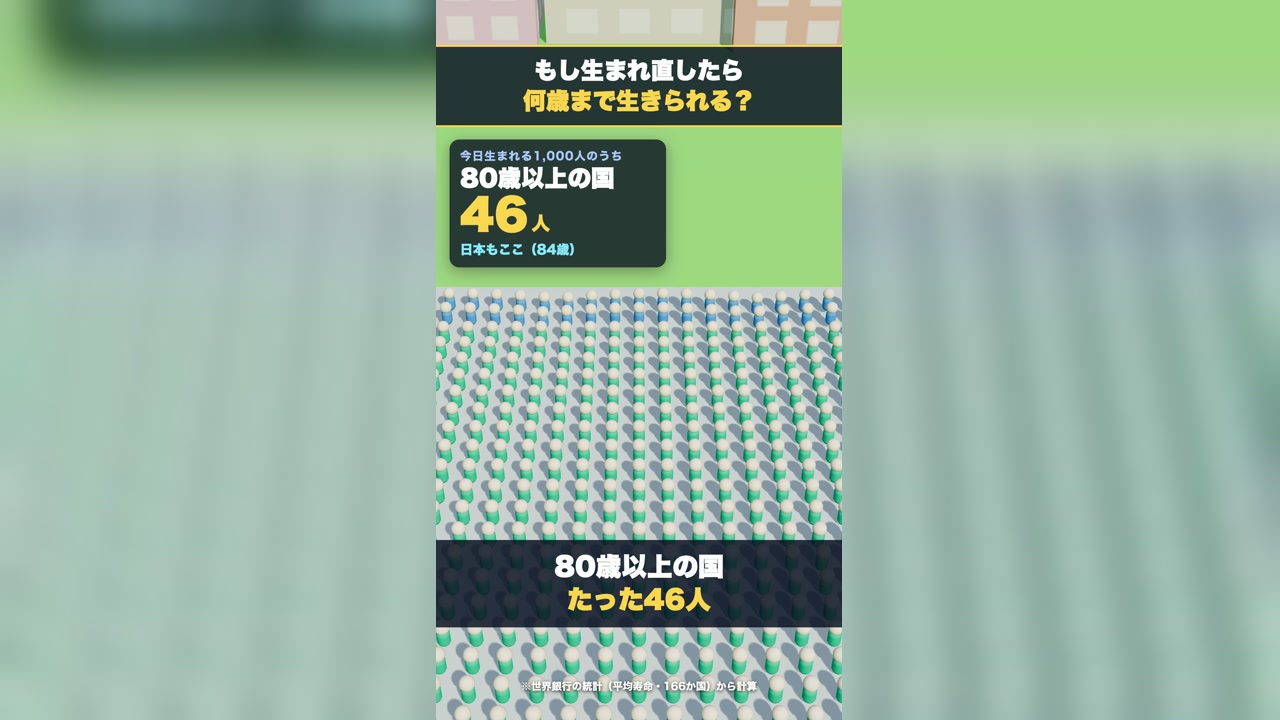 もし生まれ直したら
何歳まで生きられる？
今日生まれる1,000人のうち
80歳以上の国
46人
日本もここ（84歳）
80歳以上の国
たった46人
※世界銀行の統計（平均寿命・166か国）から計算